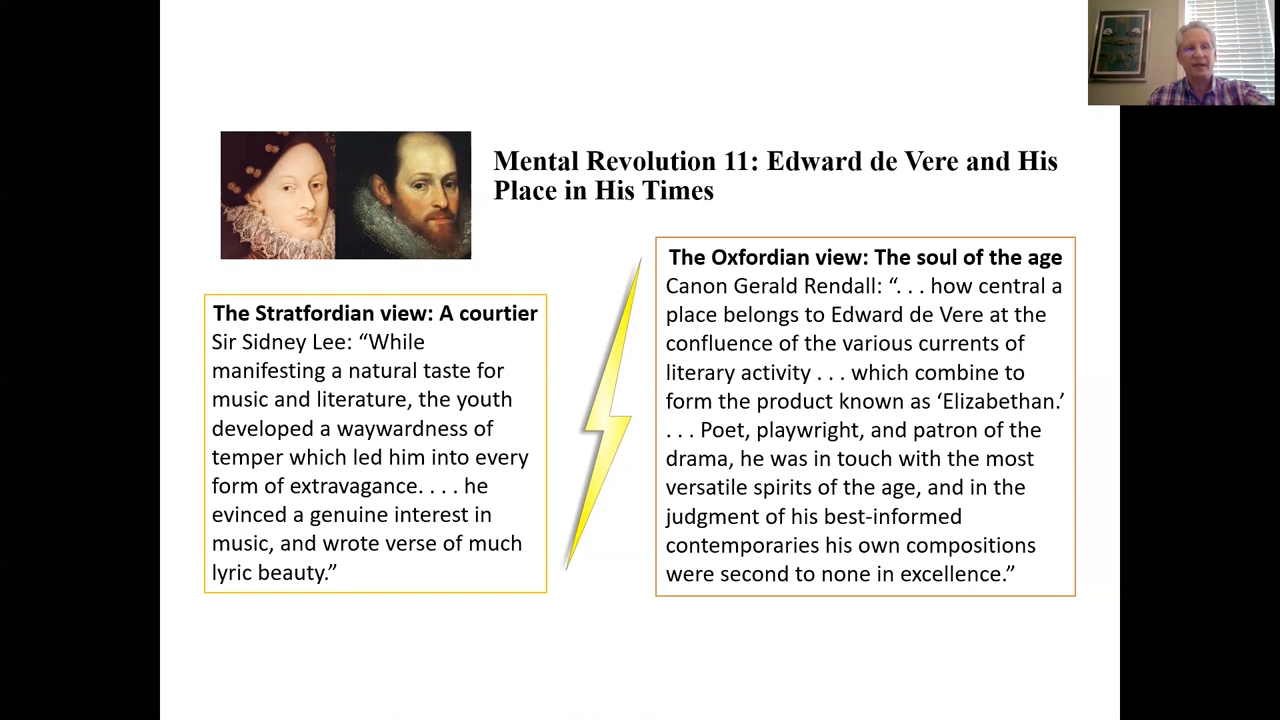 Mental Revolution 11: Edward de Vere and His
Place in His Times
The Stratfordian view: A courtier
Sir Sidney Lee: “While
manifesting a natural taste for
music and literature, the youth
developed a waywardness of
temper which led him into every
form of extravagance. . . . he
evinced a genuine interest in
music, and wrote verse of much
lyric beauty.”
The Oxfordian view: The soul of the age
Canon Gerald Rendall: “. . . how central a
place belongs to Edward de Vere at the
confluence of the various currents of
literary activity . . . which combine to
form the product known as ‘Elizabethan.’
. . . Poet, playwright, and patron of the
drama, he was in touch with the most
versatile spirits of the age, and in the
judgment of his best-informed
contemporaries his own compositions
were second to none in excellence.”